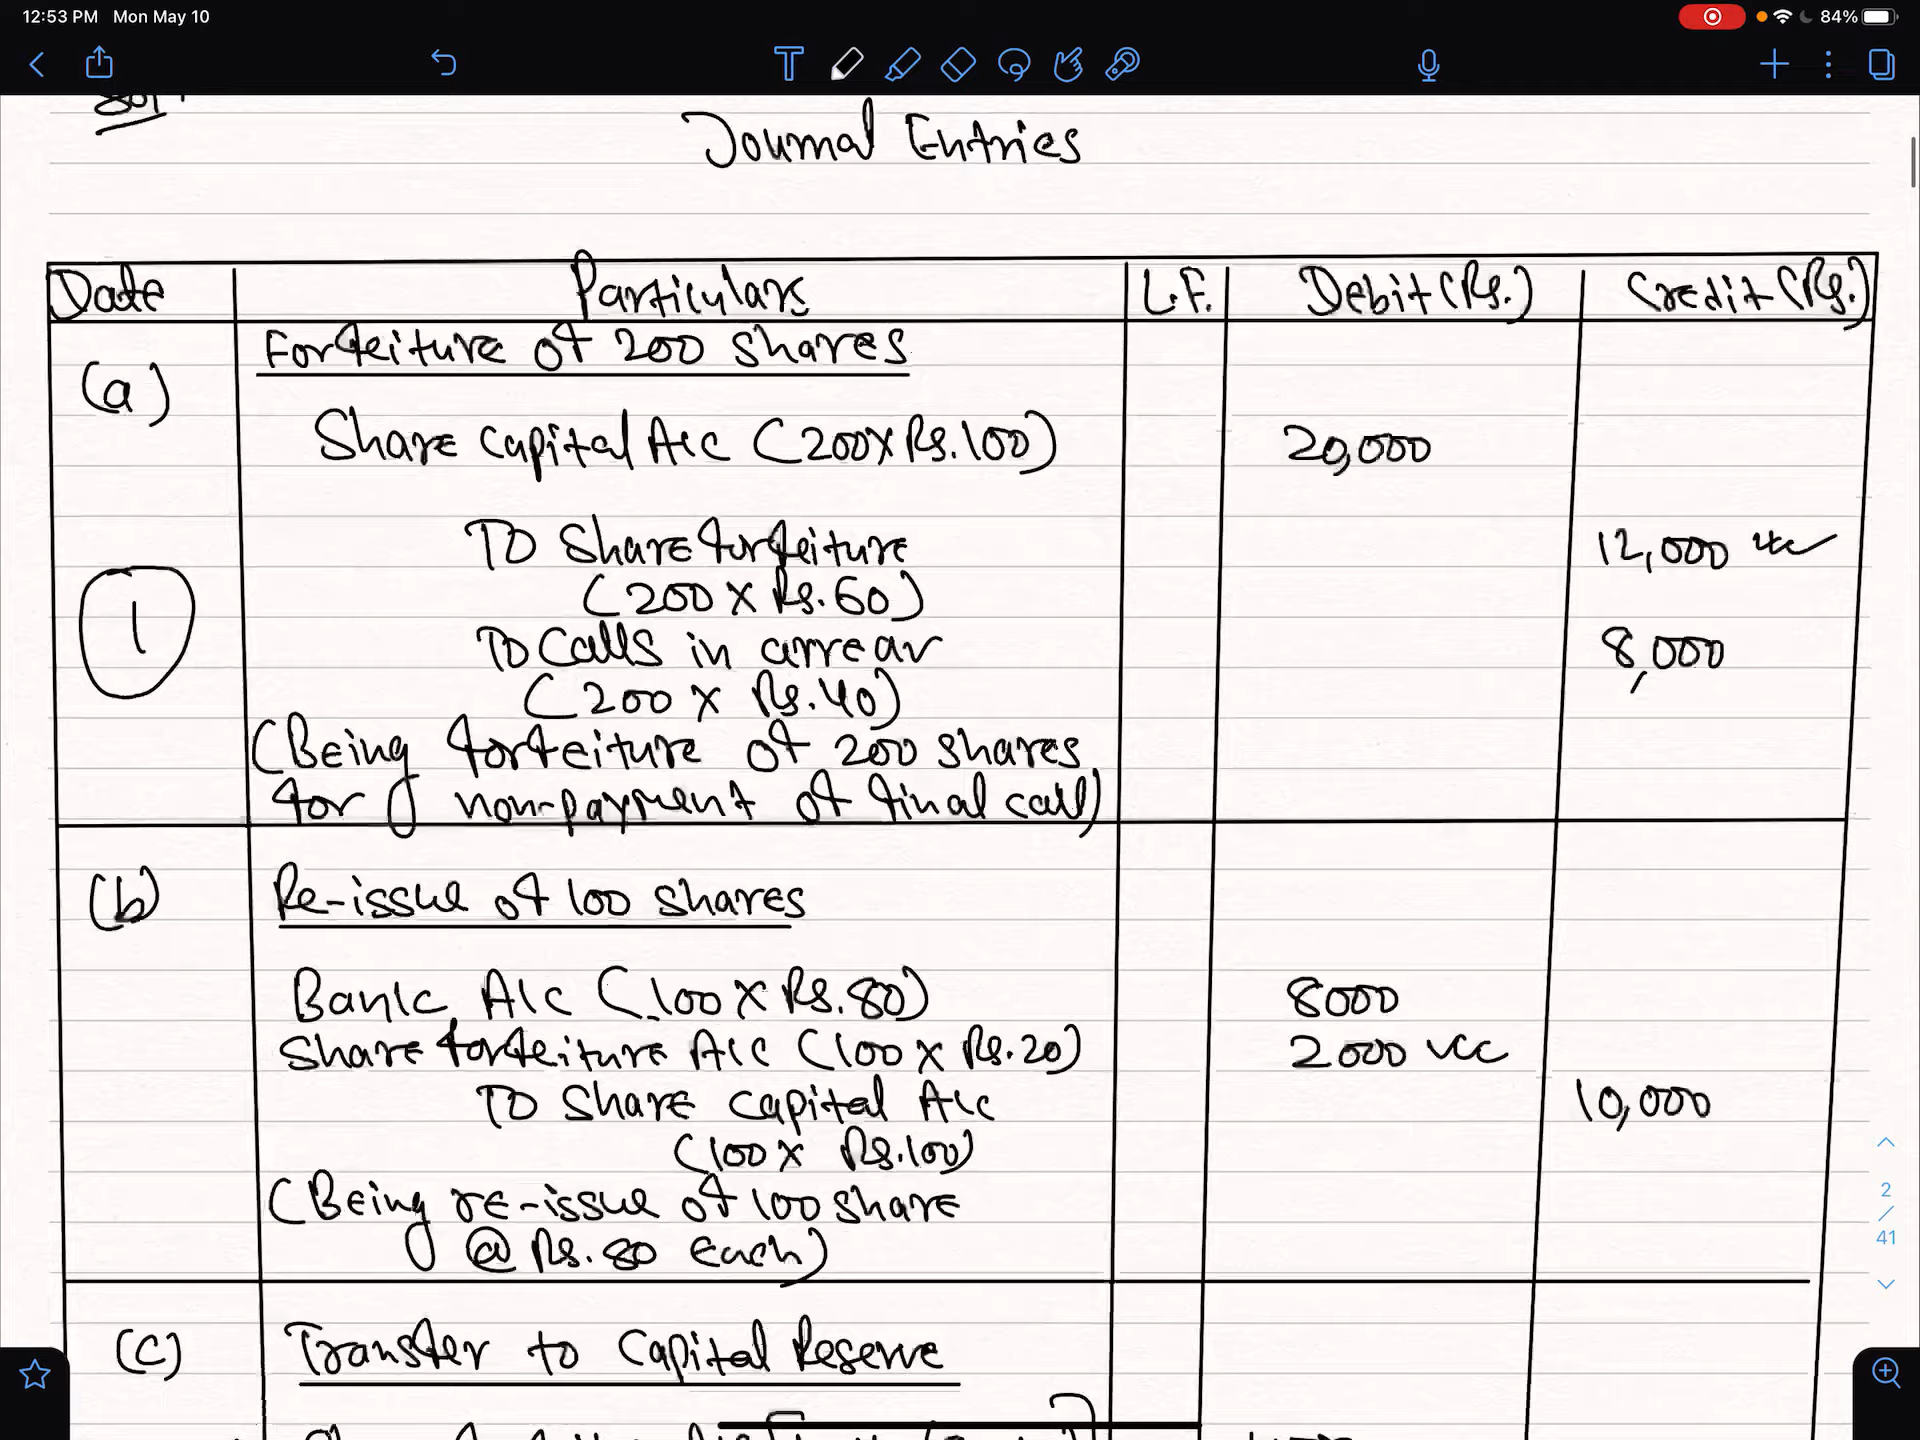 12:53 PM Mon May 10
84%
Journal Entries
Date Particulars L.F. Debit (Rs.) Credit (Rs.)
(a) Forfeiture of 200 shares
Share Capital A/c (200 x Rs. 100) 20,000
To Share forfeiture 12,000
(200 x Rs. 60)
1
To Calls in arrear 8,000
(200 x Rs. 40)
(Being forfeiture of 200 shares
for non-payment of final call)
(b) Re-issue of 100 shares
Bank A/c (100 x Rs. 80) 8000
Share forfeiture A/c (100 x Rs. 20) 2000
To Share Capital A/c 10,000
(100 x Rs. 100)
(Being re-issue of 100 share
@ Rs. 80 each)
2
/
41
(c) Transfer to Capital Reserve